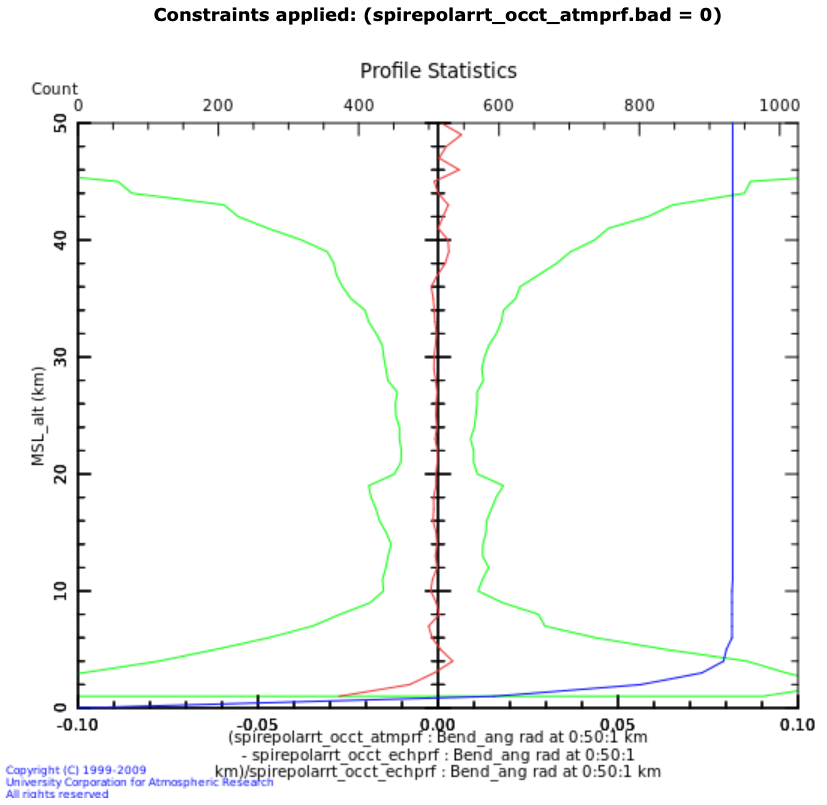 Constraints applied: (spirepolarrt_occt_atmprf.bad = 0)
Profile Statistics
Count
0 200 400 600 800 1000
50
40
30
20
10
0
MSL_alt (km)
-0.10 -0.05 0.00 0.05 0.10
(spirepolarrt_occt_atmprf : Bend_ang rad at 0:50:1 km
- spirepolarrt_occt_echprf : Bend_ang rad at 0:50:1
km)/spirepolarrt_occt_echprf : Bend_ang rad at 0:50:1 km
Copyright (C) 1999-2009
University Corporation for Atmospheric Research
All rights reserved